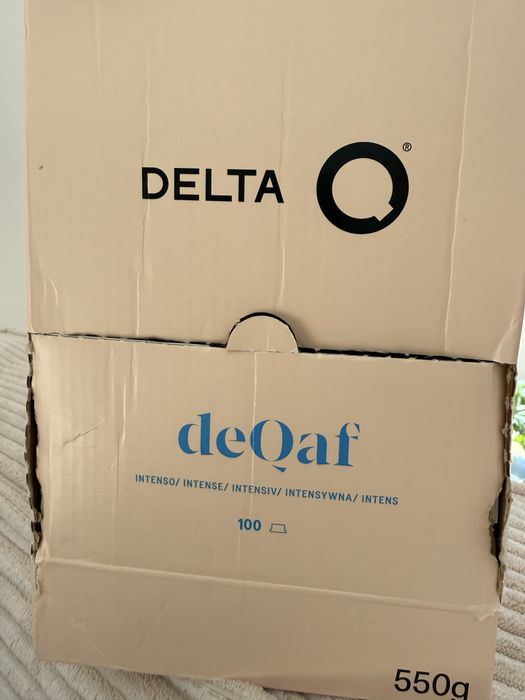 DELTA Q®
deQaf
INTENSO/ INTENSE/ INTENSIV/ INTENSYWNA/ INTENS
100
550g